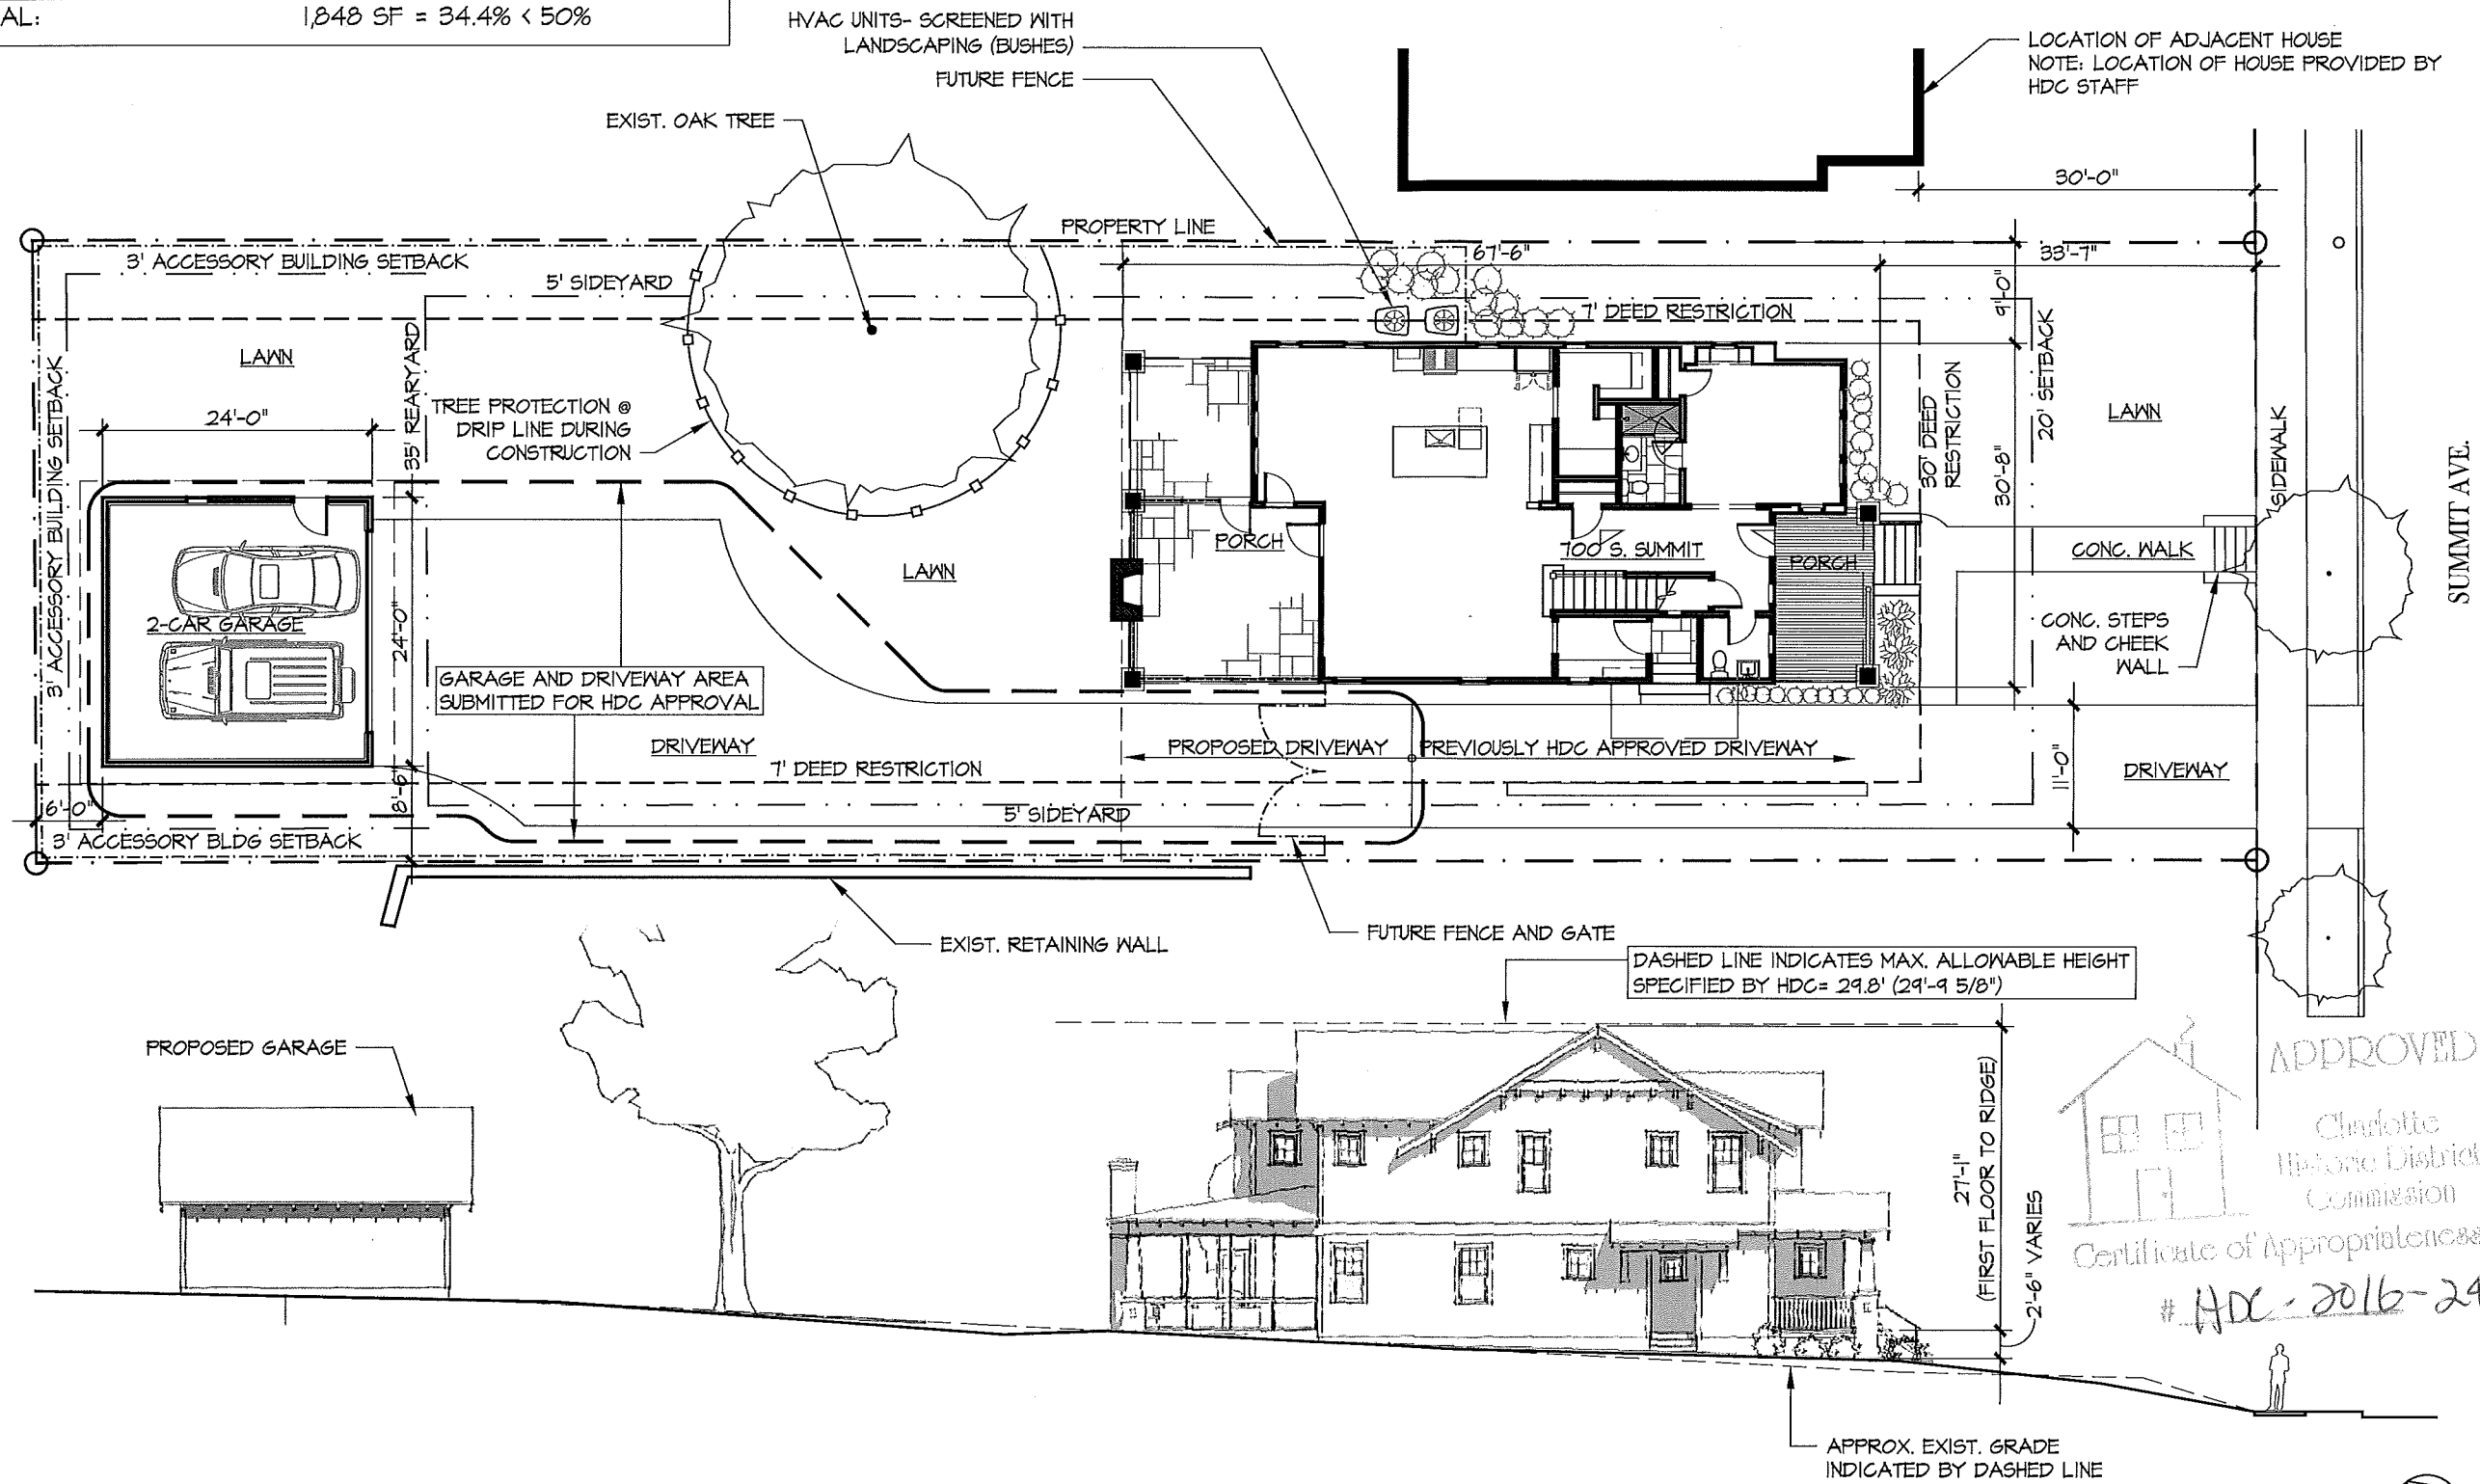 AL: 1,848 SF = 34.4% < 50%
HVAC UNITS- SCREENED WITH
LANDSCAPING (BUSHES)
FUTURE FENCE
EXIST. OAK TREE
LOCATION OF ADJACENT HOUSE
NOTE: LOCATION OF HOUSE PROVIDED BY
HDC STAFF
30'-0"
PROPERTY LINE
3' ACCESSORY BUILDING SETBACK
5' SIDEYARD
67'-6"
33'-7"
9'-0"
7' DEED RESTRICTION
LAWN
35' REARYARD
3' ACCESSORY BUILDING SETBACK
24'-0"
TREE PROTECTION @
DRIP LINE DURING
CONSTRUCTION
30' DEED
RESTRICTION
20' SETBACK
30'-8"
LAWN
SIDEWALK
SUMMIT AVE.
PORCH
700 S. SUMMIT
PORCH
CONC. WALK
LAWN
CONC. STEPS
AND CHEEK
WALL
2-CAR GARAGE
24'-0"
GARAGE AND DRIVEWAY AREA
SUBMITTED FOR HDC APPROVAL
DRIVEWAY
PROPOSED DRIVEWAY
PREVIOUSLY HDC APPROVED DRIVEWAY
7' DEED RESTRICTION
11'-0"
DRIVEWAY
6'-0"
8'-6"
5' SIDEYARD
3' ACCESSORY BLDG SETBACK
EXIST. RETAINING WALL
FUTURE FENCE AND GATE
DASHED LINE INDICATES MAX. ALLOWABLE HEIGHT
SPECIFIED BY HDC= 29.8' (29'-9 5/8")
PROPOSED GARAGE
27'-1"
(FIRST FLOOR TO RIDGE)
2'-6" VARIES
APPROVED
Charlotte
Historic District
Commission
Certificate of Appropriateness
# HDC-2016-24
APPROX. EXIST. GRADE
INDICATED BY DASHED LINE